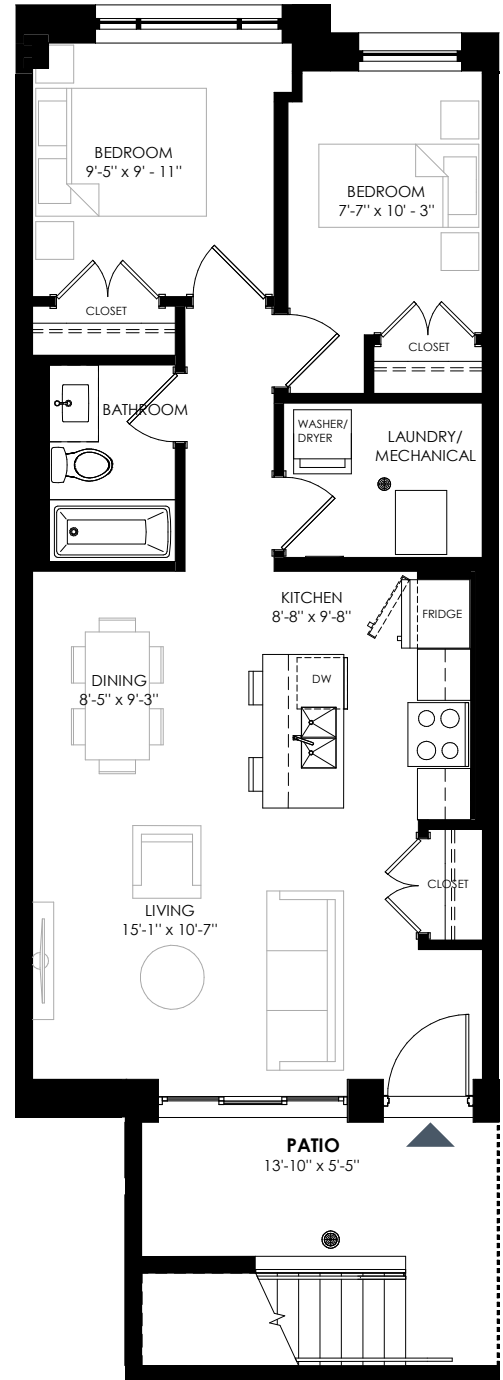 BEDROOM
9'-5" x 9' - 11"
BEDROOM
7'-7" x 10' - 3"
CLOSET
CLOSET
BATHROOM
WASHER/
DRYER
LAUNDRY/
MECHANICAL
KITCHEN
8'-8" x 9'-8"
FRIDGE
DINING
8'-5" x 9'-3"
DW
CLOSET
LIVING
15'-1" x 10'-7"
PATIO
13'-10" x 5'-5"